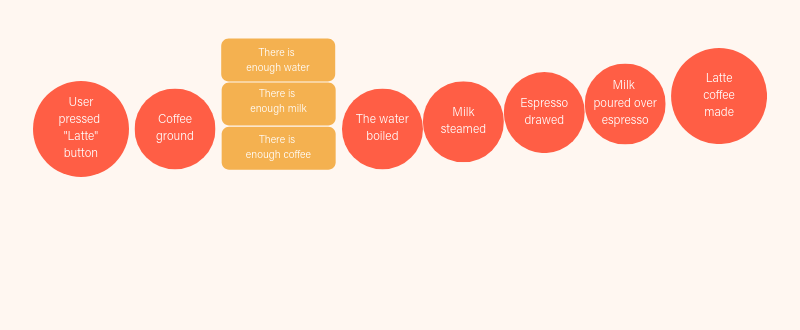 User
pressed
"Latte"
button
Coffee
ground
There is
enough water
There is
enough milk
There is
enough coffee
The water
boiled
Milk
steamed
Espresso
drawed
Milk
poured over
espresso
Latte
coffee
made